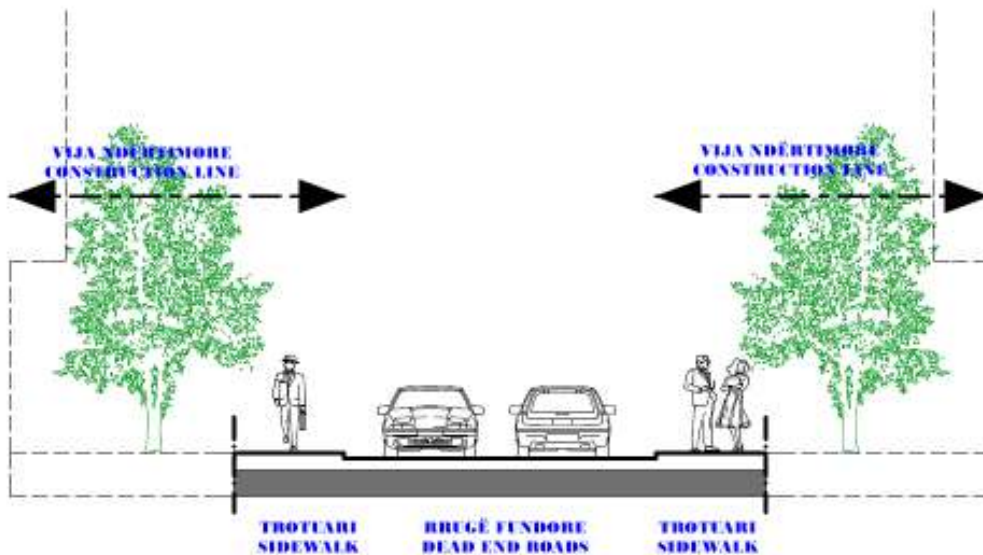 VIJA NDËRTIMORE
CONSTRUCTION LINE
VIJA NDËRTIMORE
CONSTRUCTION LINE
TROTUARI
SIDEWALK
RRUGË FUNDORE
DEAD END ROADS
TROTUARI
SIDEWALK